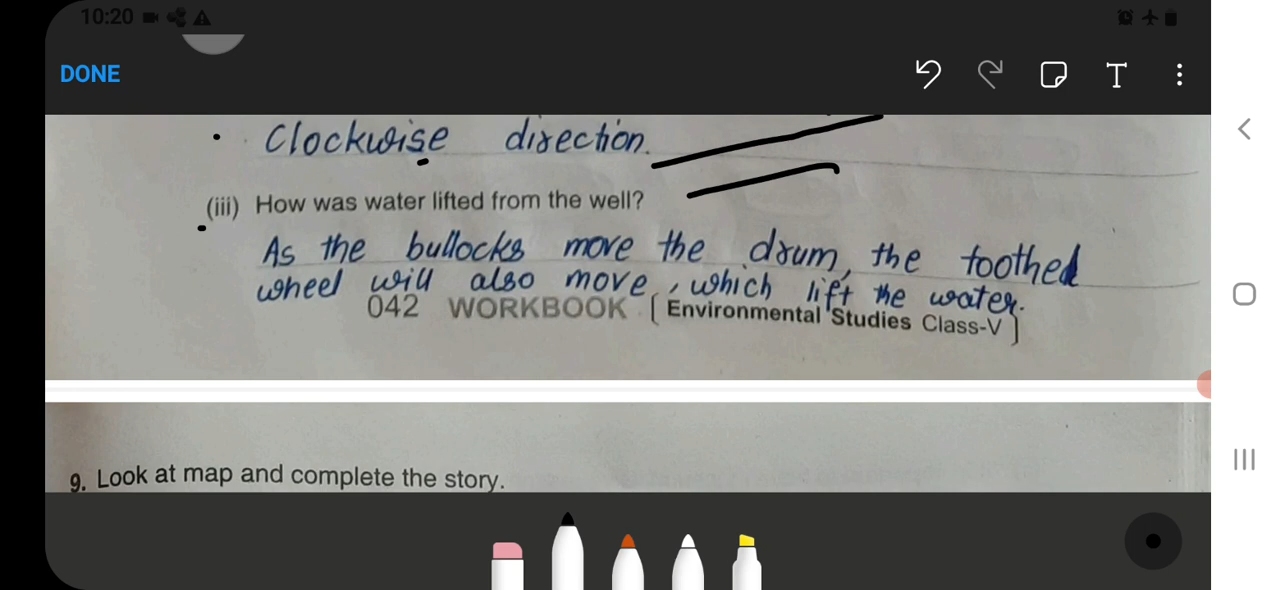 10:20
DONE
T
Clockwise direction.
(iii) How was water lifted from the well?
As the bullocks move the drum, the toothed
wheel will also move, which lift the water.
042 WORKBOOK [ Environmental Studies Class-V ]
9. Look at map and complete the story.